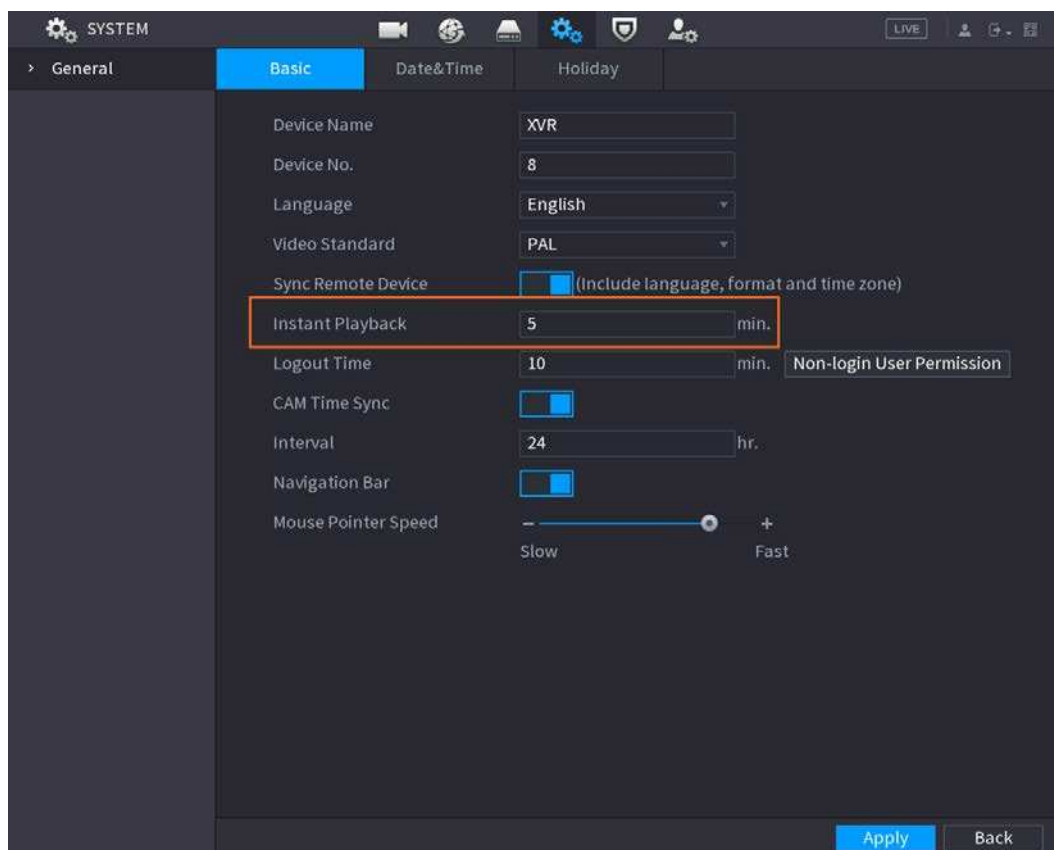 SYSTEM LIVE
> General Basic Date&Time Holiday
Device Name XVR
Device No. 8
Language English
Video Standard PAL
Sync Remote Device (Include language, format and time zone)
Instant Playback 5 min.
Logout Time 10 min. Non-login User Permission
CAM Time Sync
Interval 24 hr.
Navigation Bar
Mouse Pointer Speed - +
Slow Fast
Apply Back